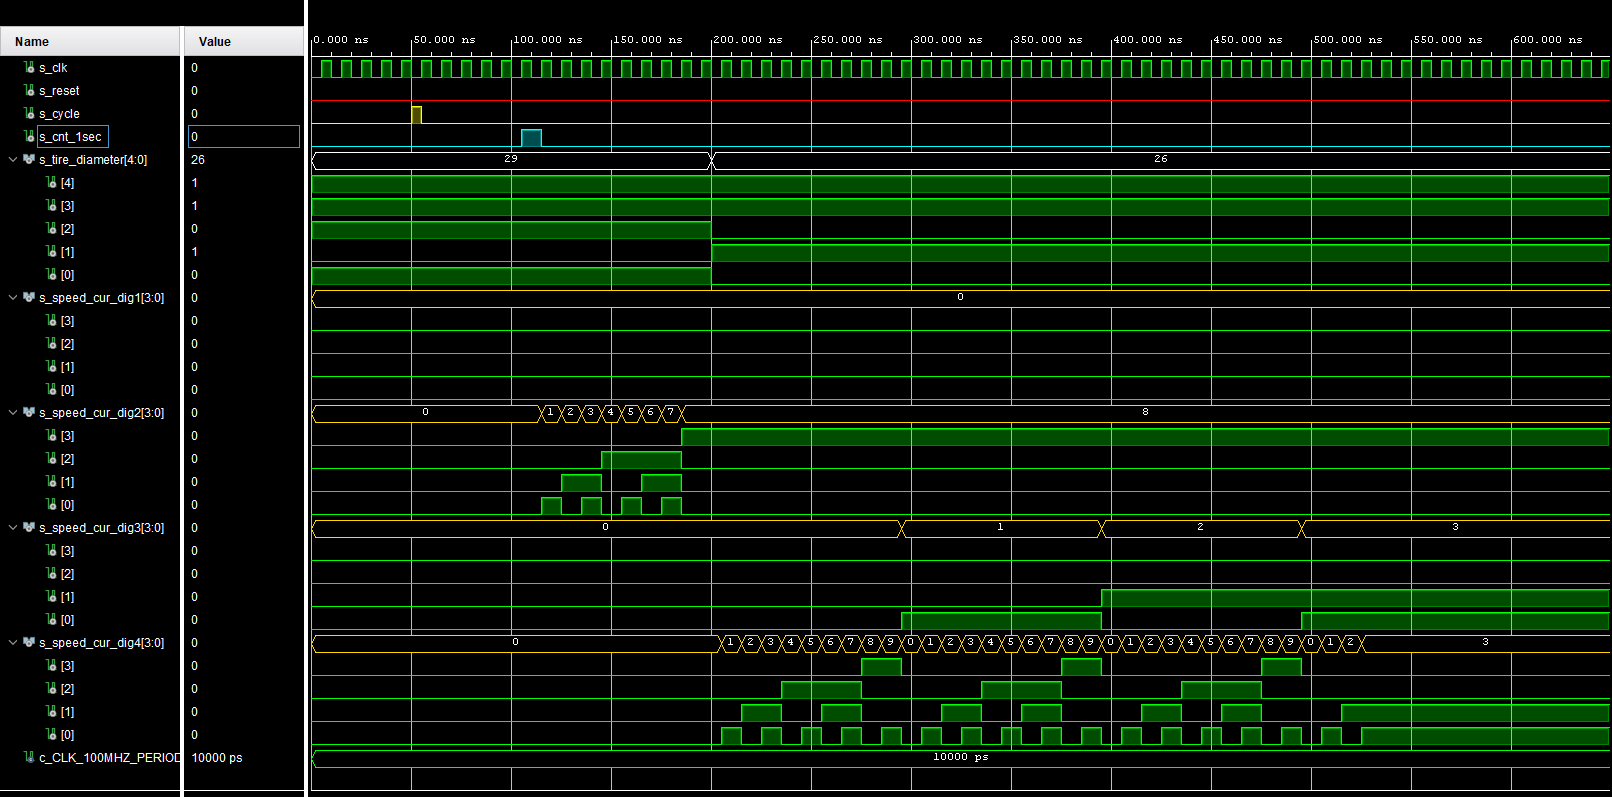 Name Value 0.000 ns 50.000 ns 100.000 ns 150.000 ns 200.000 ns 250.000 ns 300.000 ns 350.000 ns 400.000 ns 450.000 ns 500.000 ns 550.000 ns 600.000 ns
s_clk 0
s_reset 0
s_cycle 0
s_cnt_1sec 0
s_tire_diameter[4:0] 26 29 26
[4] 1
[3] 1
[2] 0
[1] 1
[0] 0
s_speed_cur_dig1[3:0] 0 0
[3] 0
[2] 0
[1] 0
[0] 0
s_speed_cur_dig2[3:0] 0 0 1 2 3 4 5 6 7 8
[3] 0
[2] 0
[1] 0
[0] 0
s_speed_cur_dig3[3:0] 0 0 1 2 3
[3] 0
[2] 0
[1] 0
[0] 0
s_speed_cur_dig4[3:0] 0 0 1 2 3 4 5 6 7 8 9 0 1 2 3 4 5 6 7 8 9 0 1 2 3 4 5 6 7 8 9 0 1 2 3
[3] 0
[2] 0
[1] 0
[0] 0
c_CLK_100MHZ_PERIOD 10000 ps 10000 ps